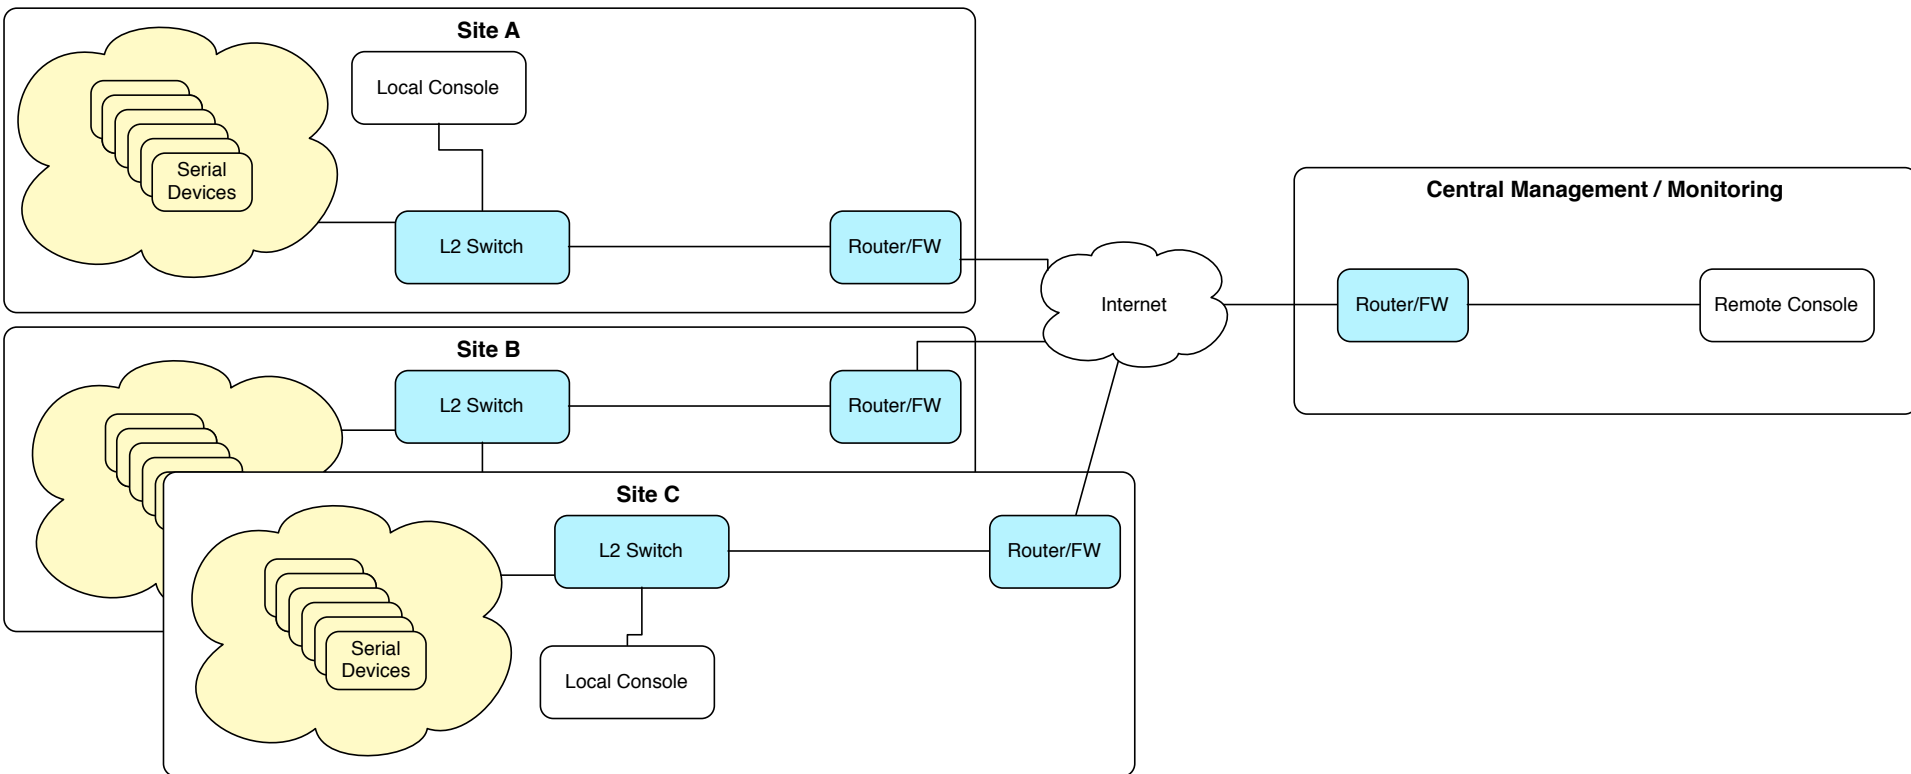 Site A
Local Console
Serial
Devices
L2 Switch
Router/FW
Central Management / Monitoring
Internet
Router/FW
Remote Console
Site B
L2 Switch
Router/FW
Site C
L2 Switch
Router/FW
Serial
Devices
Local Console